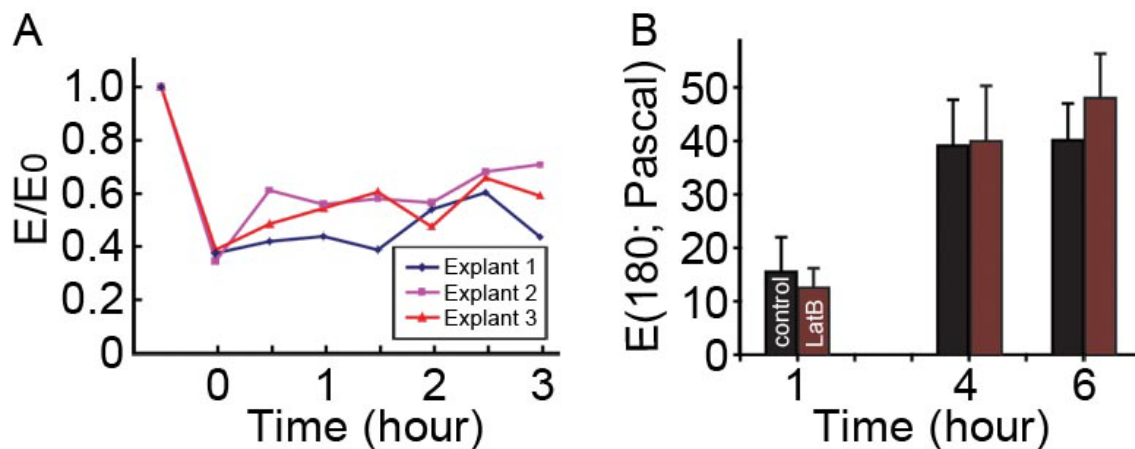 A
E/E0
1.0
0.8
0.6
0.4
0.2
0
Explant 1
Explant 2
Explant 3
0 1 2 3
Time (hour)
B
E(180; Pascal)
50
40
30
20
10
0
control
LatB
1 4 6
Time (hour)